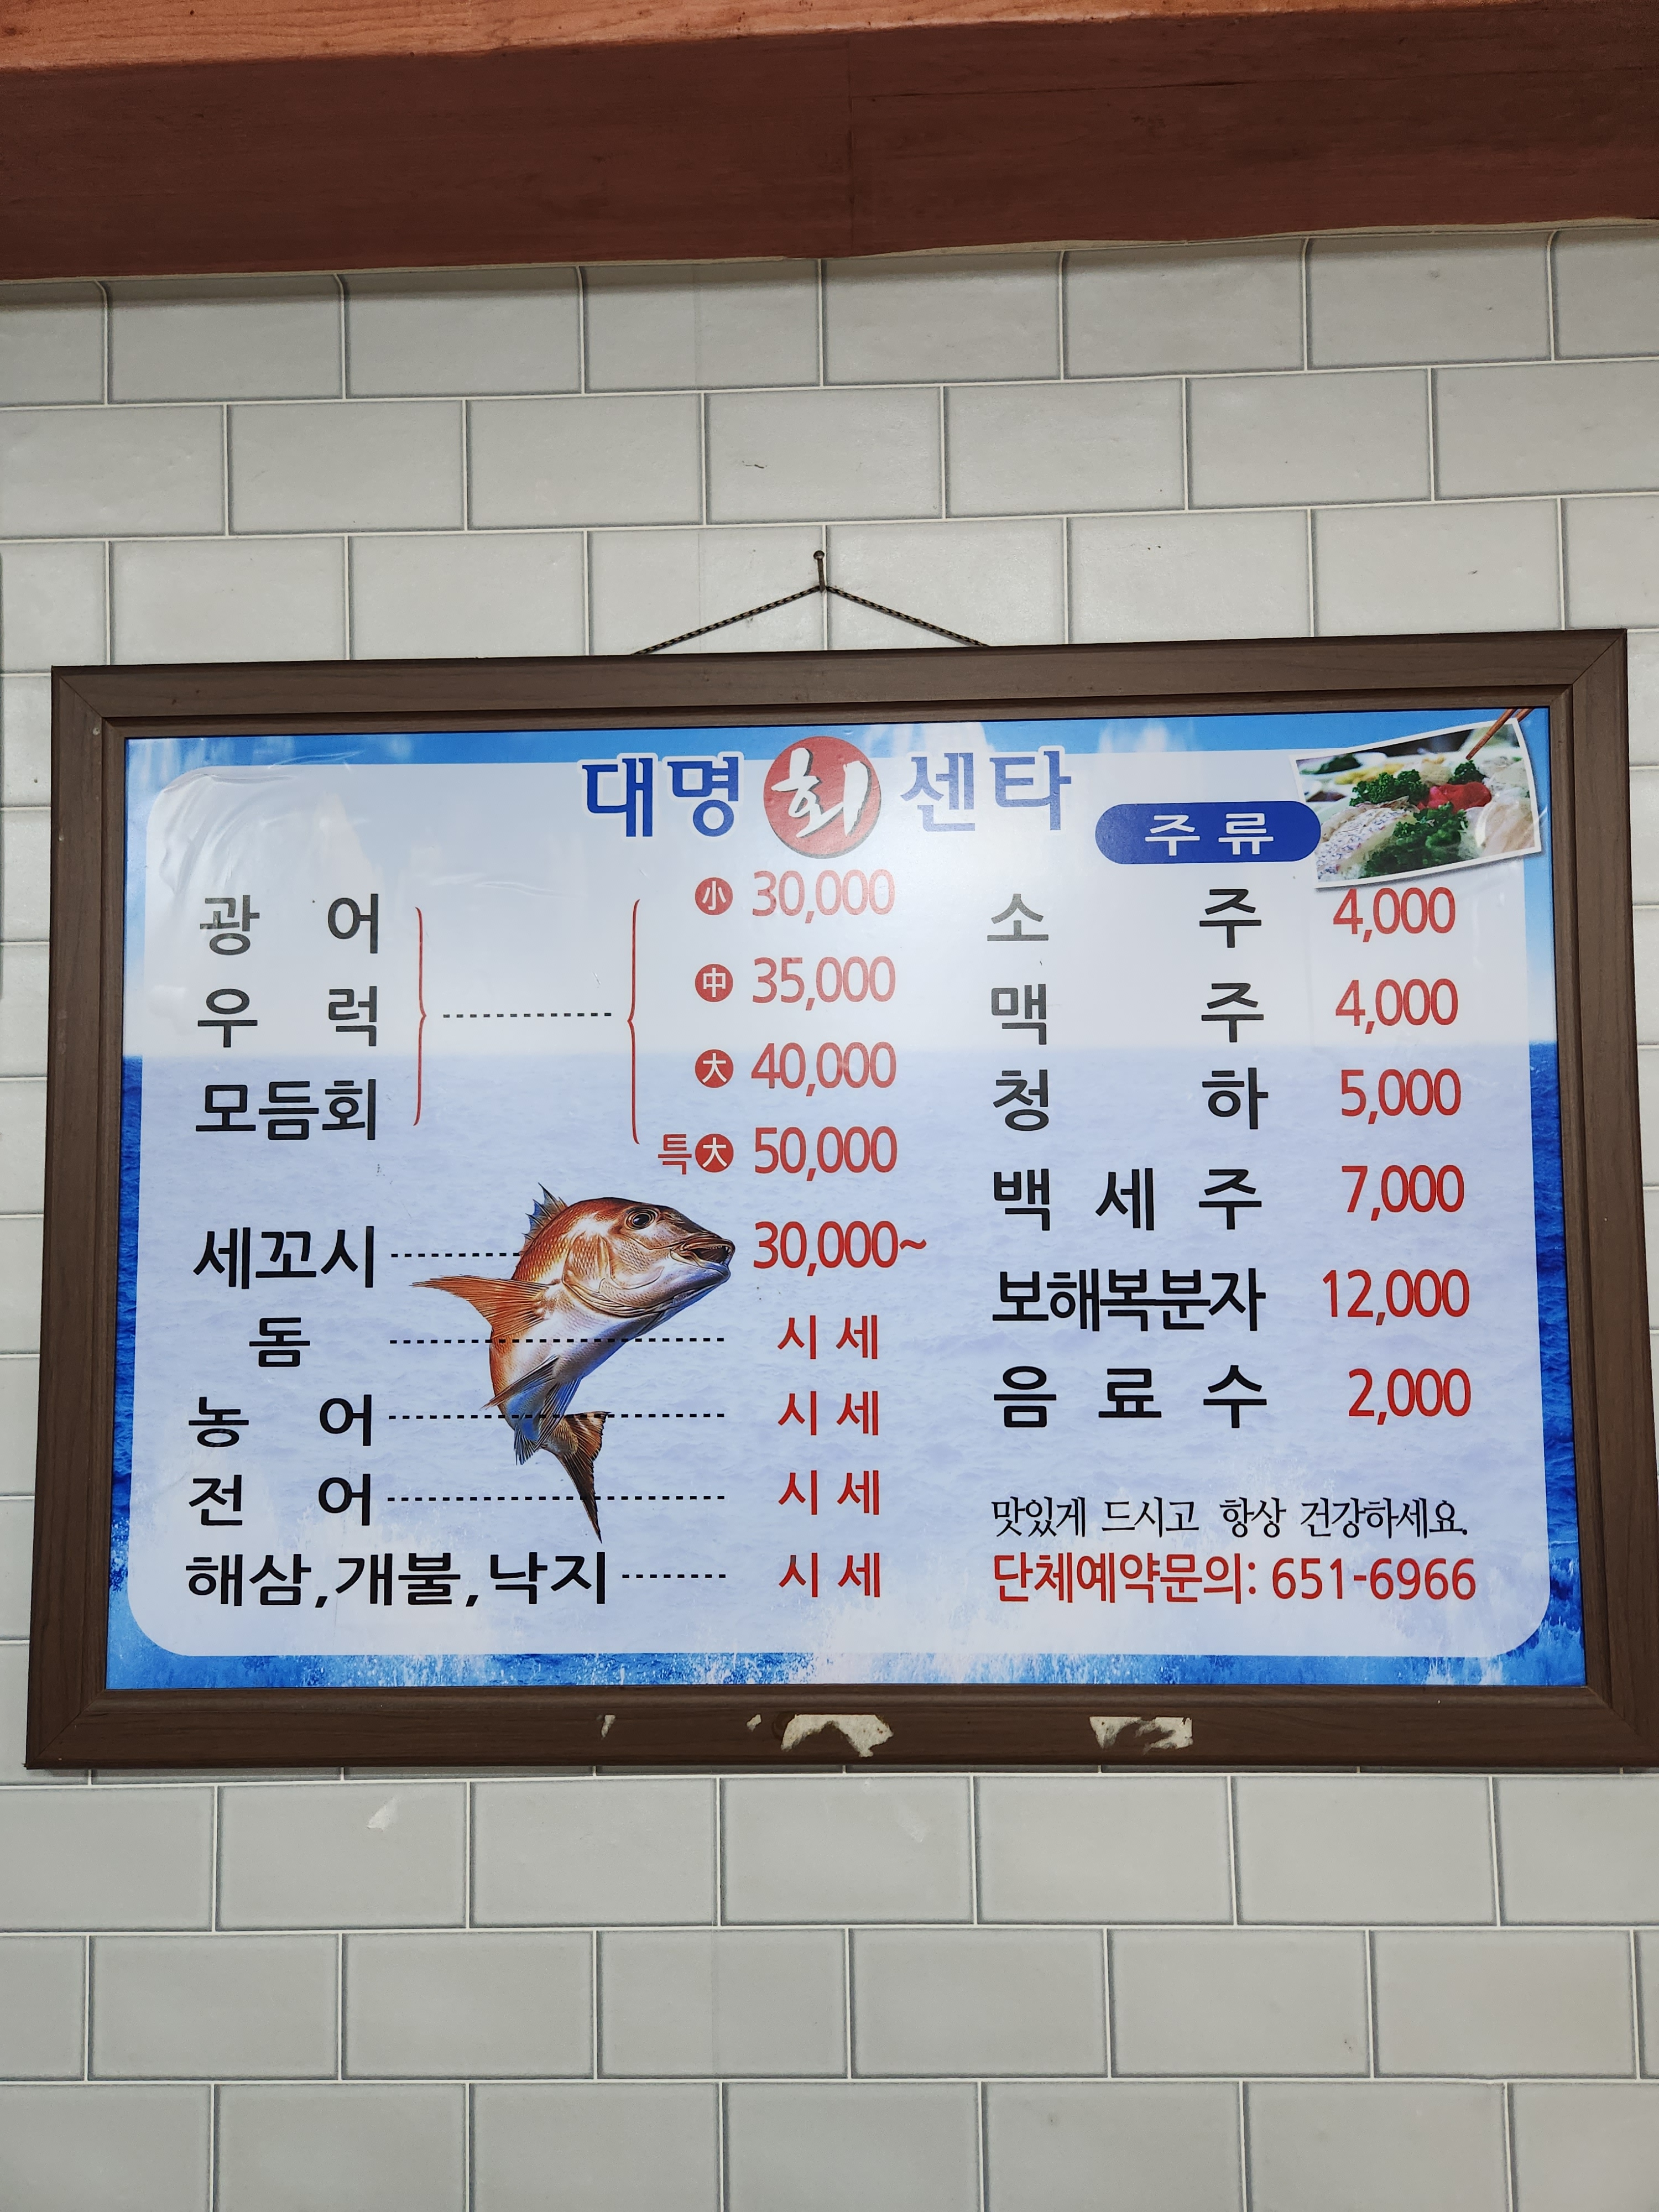 대명 회 센타
광어
우럭
모듬회
小 30,000
中 35,000
大 40,000
특大 50,000
세꼬시 30,000~
돔 시세
농어 시세
전어 시세
해삼,개불,낙지 시세
주류
소주 4,000
맥주 4,000
청하 5,000
백세주 7,000
보해복분자 12,000
음료수 2,000
맛있게 드시고 항상 건강하세요.
단체예약문의: 651-6966